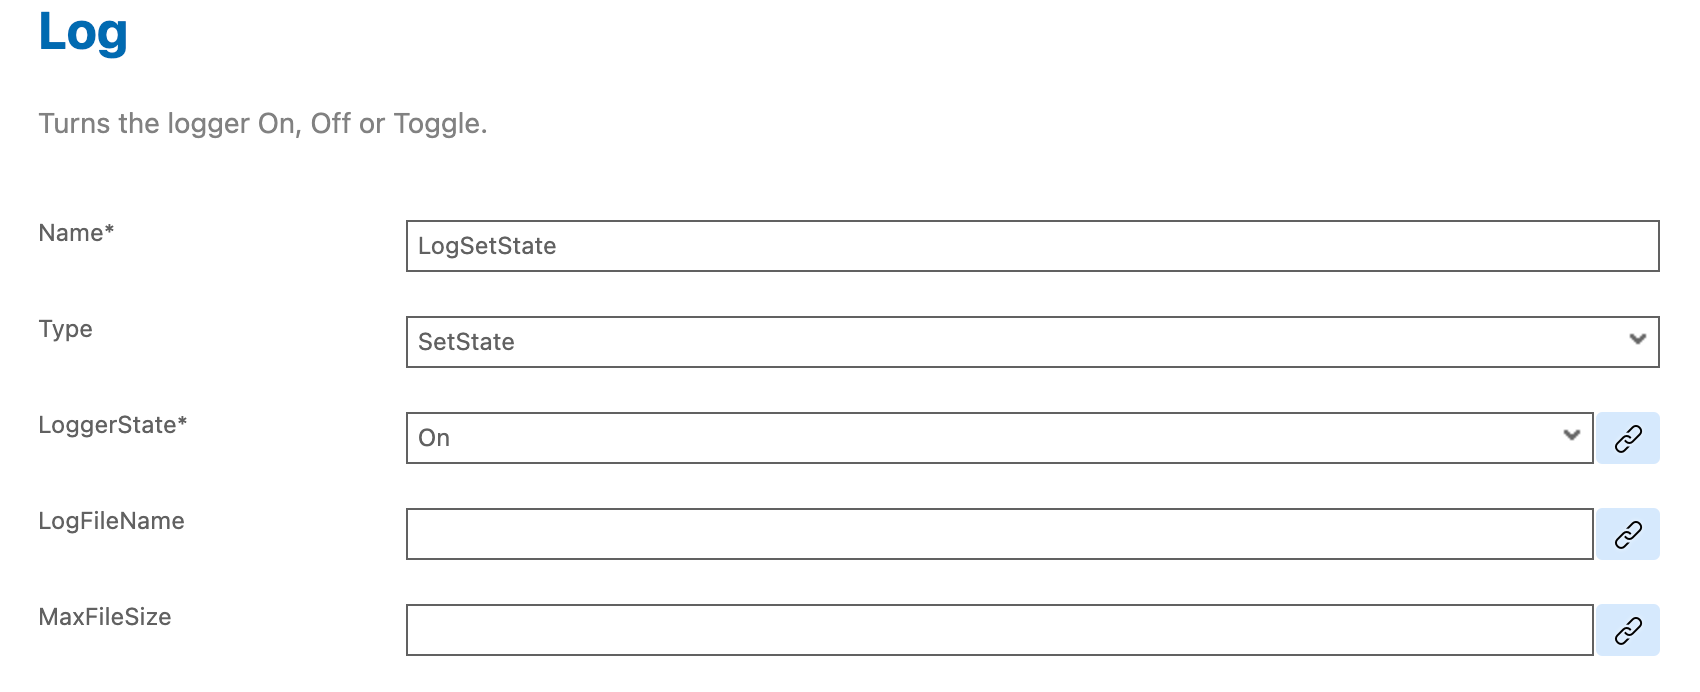 Log
Turns the logger On, Off or Toggle.
Name*
LogSetState
Type
SetState
LoggerState*
On
LogFileName
MaxFileSize